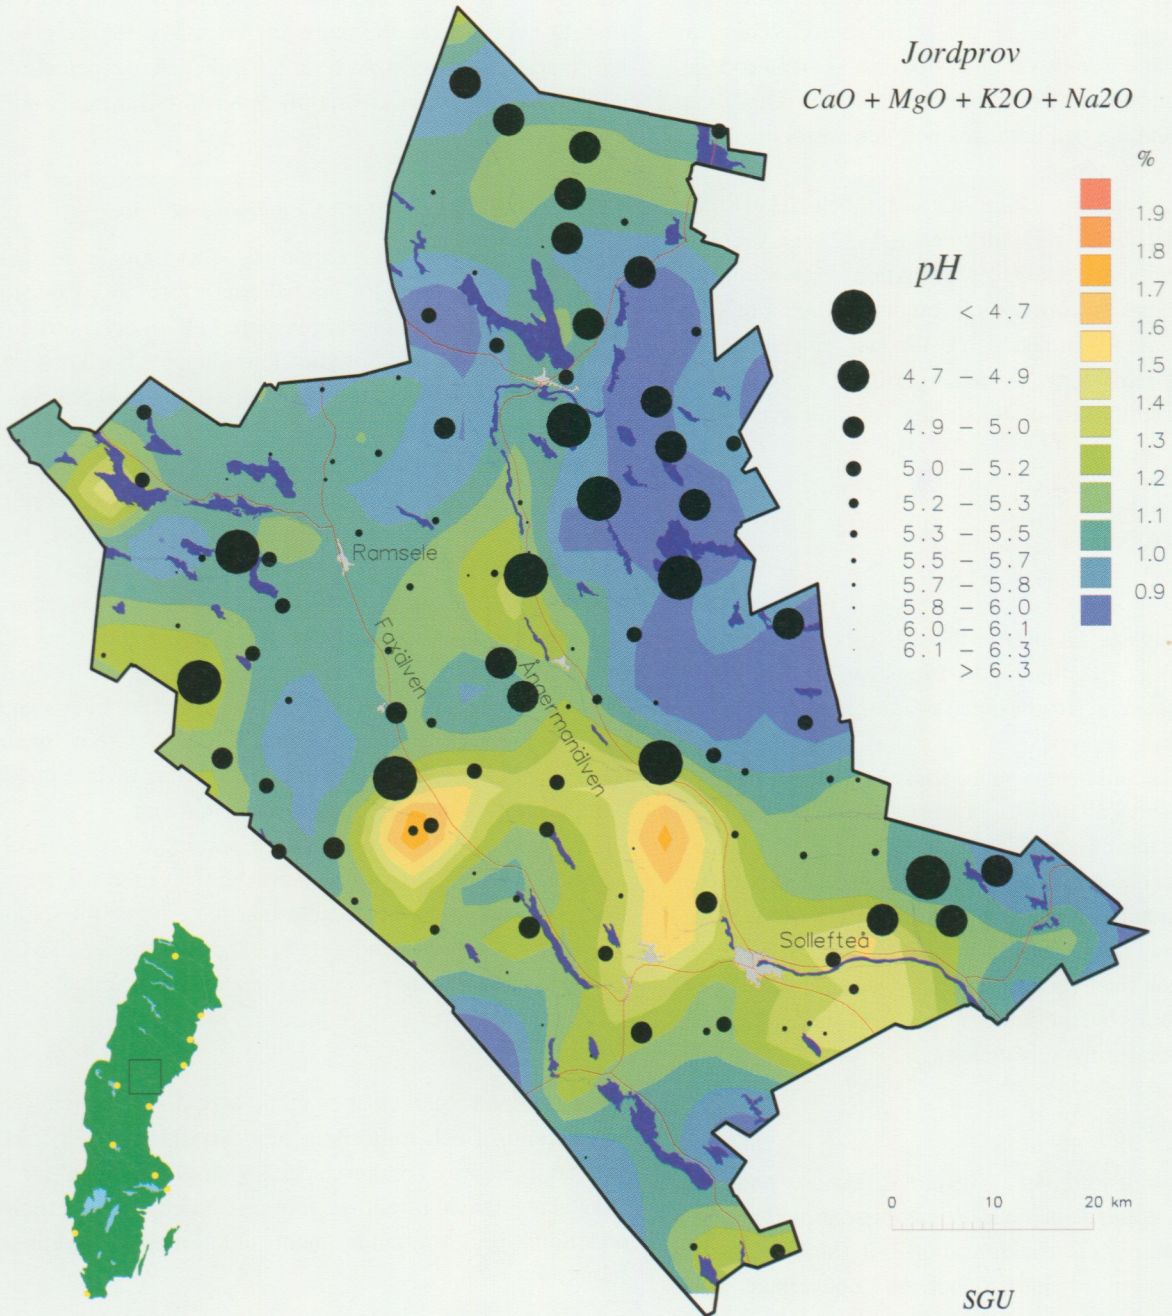 Jordprov
CaO + MgO + K2O + Na2O
%
1.9
1.8
1.7
1.6
1.5
1.4
1.3
1.2
1.1
1.0
0.9
pH
< 4.7
4.7 – 4.9
4.9 – 5.0
5.0 – 5.2
5.2 – 5.3
5.3 – 5.5
5.5 – 5.7
5.7 – 5.8
5.8 – 6.0
6.0 – 6.1
6.1 – 6.3
> 6.3
Ramsele
Faxälven
Ångermanälven
Sollefteå
0 10 20 km
SGU